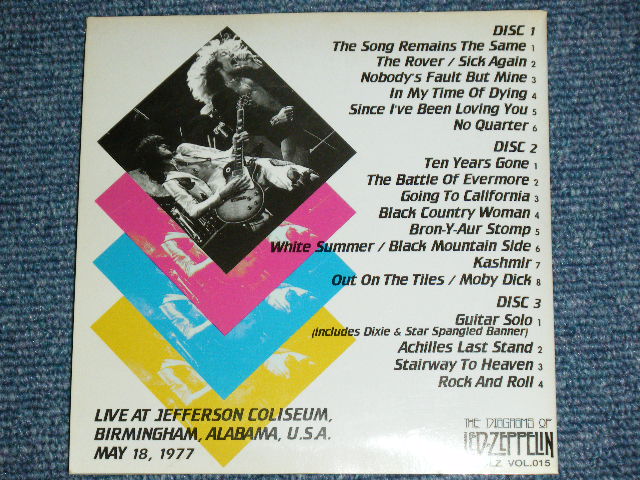 DISC 1
The Song Remains The Same 1
The Rover / Sick Again 2
Nobody's Fault But Mine 3
In My Time Of Dying 4
Since I've Been Loving You 5
No Quarter 6
DISC 2
Ten Years Gone 1
The Battle Of Evermore 2
Going To California 3
Black Country Woman 4
Bron-Y-Aur Stomp 5
White Summer / Black Mountain Side 6
Kashmir 7
Out On The Tiles / Moby Dick 8
DISC 3
Guitar Solo 1
(Includes Dixie & Star Spangled Banner)
Achilles Last Stand 2
Stairway To Heaven 3
Rock And Roll 4
LIVE AT JEFFERSON COLISEUM,
BIRMINGHAM, ALABAMA, U.S.A.
MAY 18, 1977
THE DIAGRAMS OF
LED-ZEPPELIN
LZ VOL.015